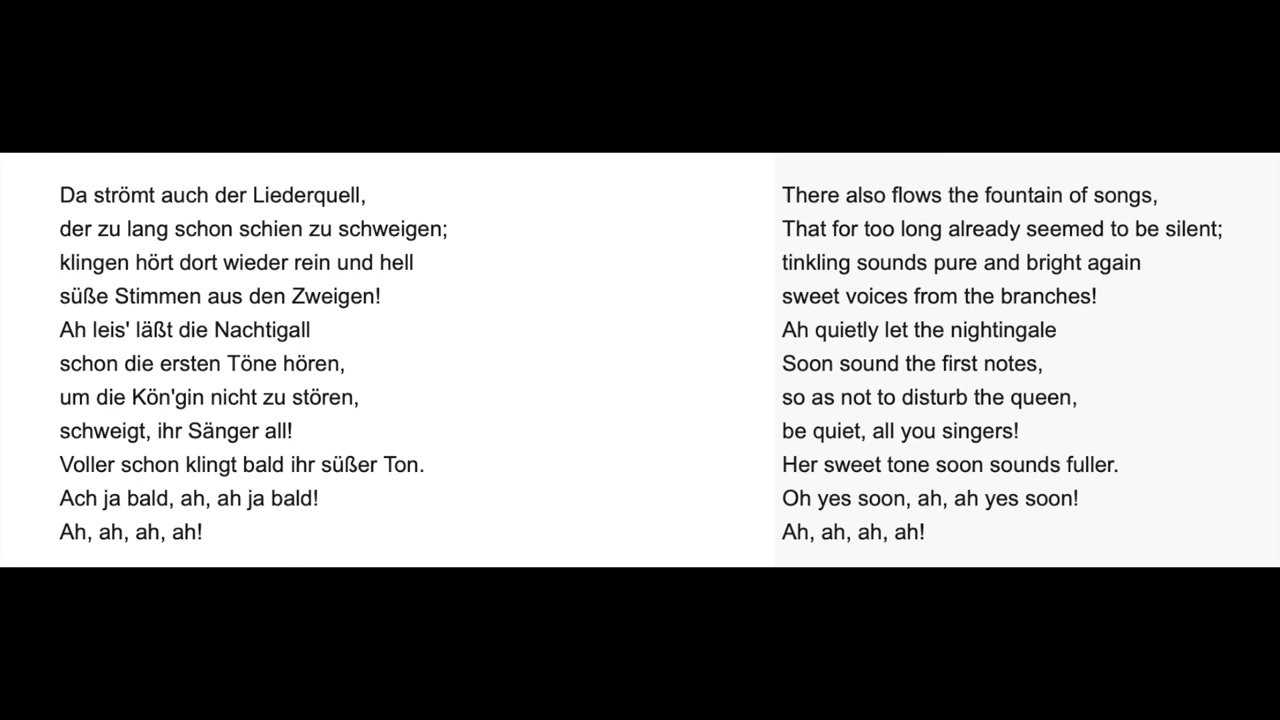 Da strömt auch der Liederquell,
der zu lang schon schien zu schweigen;
klingen hört dort wieder rein und hell
süße Stimmen aus den Zweigen!
Ah leis' läßt die Nachtigall
schon die ersten Töne hören,
um die Kön'gin nicht zu stören,
schweigt, ihr Sänger all!
Voller schon klingt bald ihr süßer Ton.
Ach ja bald, ah, ah ja bald!
Ah, ah, ah, ah!
There also flows the fountain of songs,
That for too long already seemed to be silent;
tinkling sounds pure and bright again
sweet voices from the branches!
Ah quietly let the nightingale
Soon sound the first notes,
so as not to disturb the queen,
be quiet, all you singers!
Her sweet tone soon sounds fuller.
Oh yes soon, ah, ah yes soon!
Ah, ah, ah, ah!